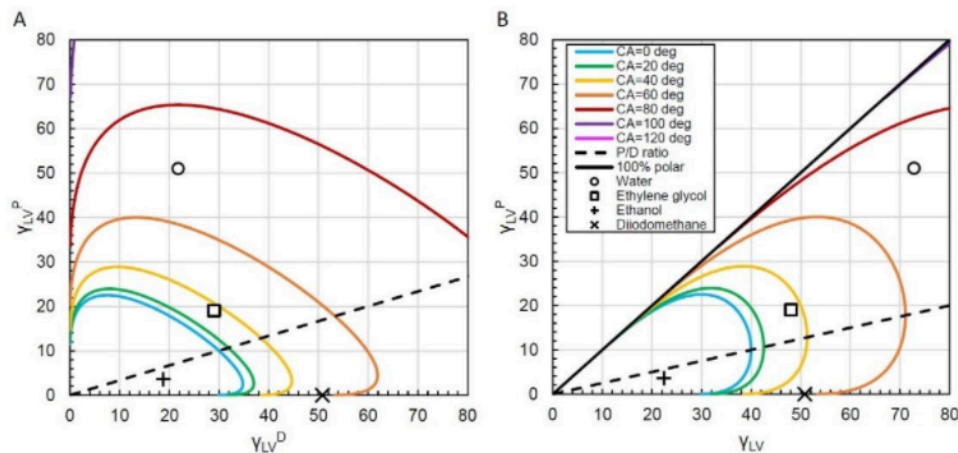 A
80
70
60
50
40
30
20
10
0
γLVᴾ
0 10 20 30 40 50 60 70 80
γLVᴰ
B
80
70
60
50
40
30
20
10
0
γLVᴾ
CA=0 deg
CA=20 deg
CA=40 deg
CA=60 deg
CA=80 deg
CA=100 deg
CA=120 deg
P/D ratio
100% polar
Water
Ethylene glycol
Ethanol
Diiodomethane
0 10 20 30 40 50 60 70 80
γLV